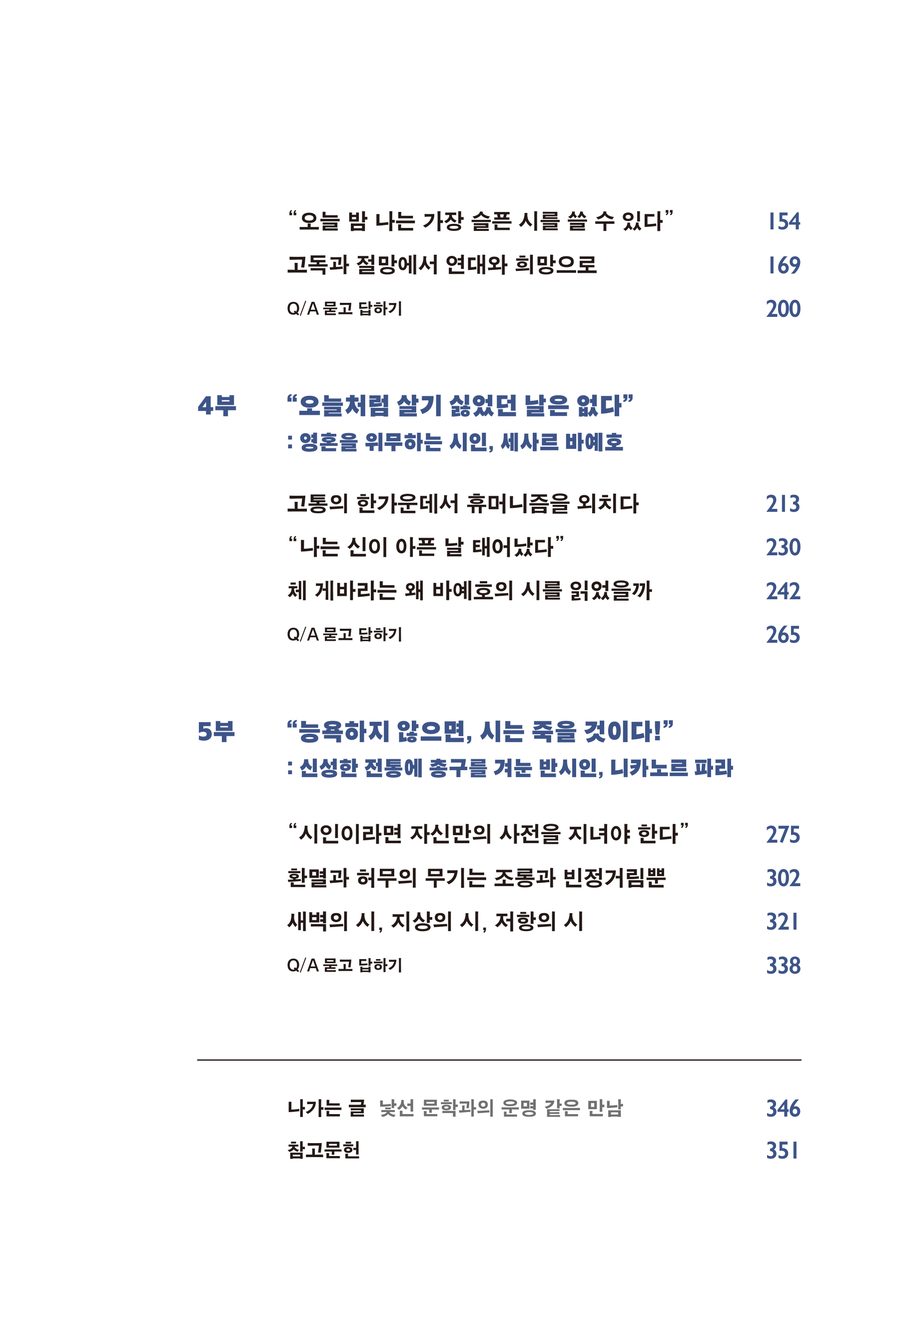 “오늘 밤 나는 가장 슬픈 시를 쓸 수 있다” 154
고독과 절망에서 연대와 희망으로 169
Q/A 묻고 답하기 200
4부 “오늘처럼 살기 싫었던 날은 없다”
: 영혼을 위무하는 시인, 세사르 바예호
고통의 한가운데서 휴머니즘을 외치다 213
“나는 신이 아픈 날 태어났다” 230
체 게바라는 왜 바예호의 시를 읽었을까 242
Q/A 묻고 답하기 265
5부 “능욕하지 않으면, 시는 죽을 것이다!”
: 신성한 전통에 총구를 겨눈 반시인, 니카노르 파라
“시인이라면 자신만의 사전을 지녀야 한다” 275
환멸과 허무의 무기는 조롱과 빈정거림뿐 302
새벽의 시, 지상의 시, 저항의 시 321
Q/A 묻고 답하기 338
나가는 글 낯선 문학과의 운명 같은 만남 346
참고문헌 351